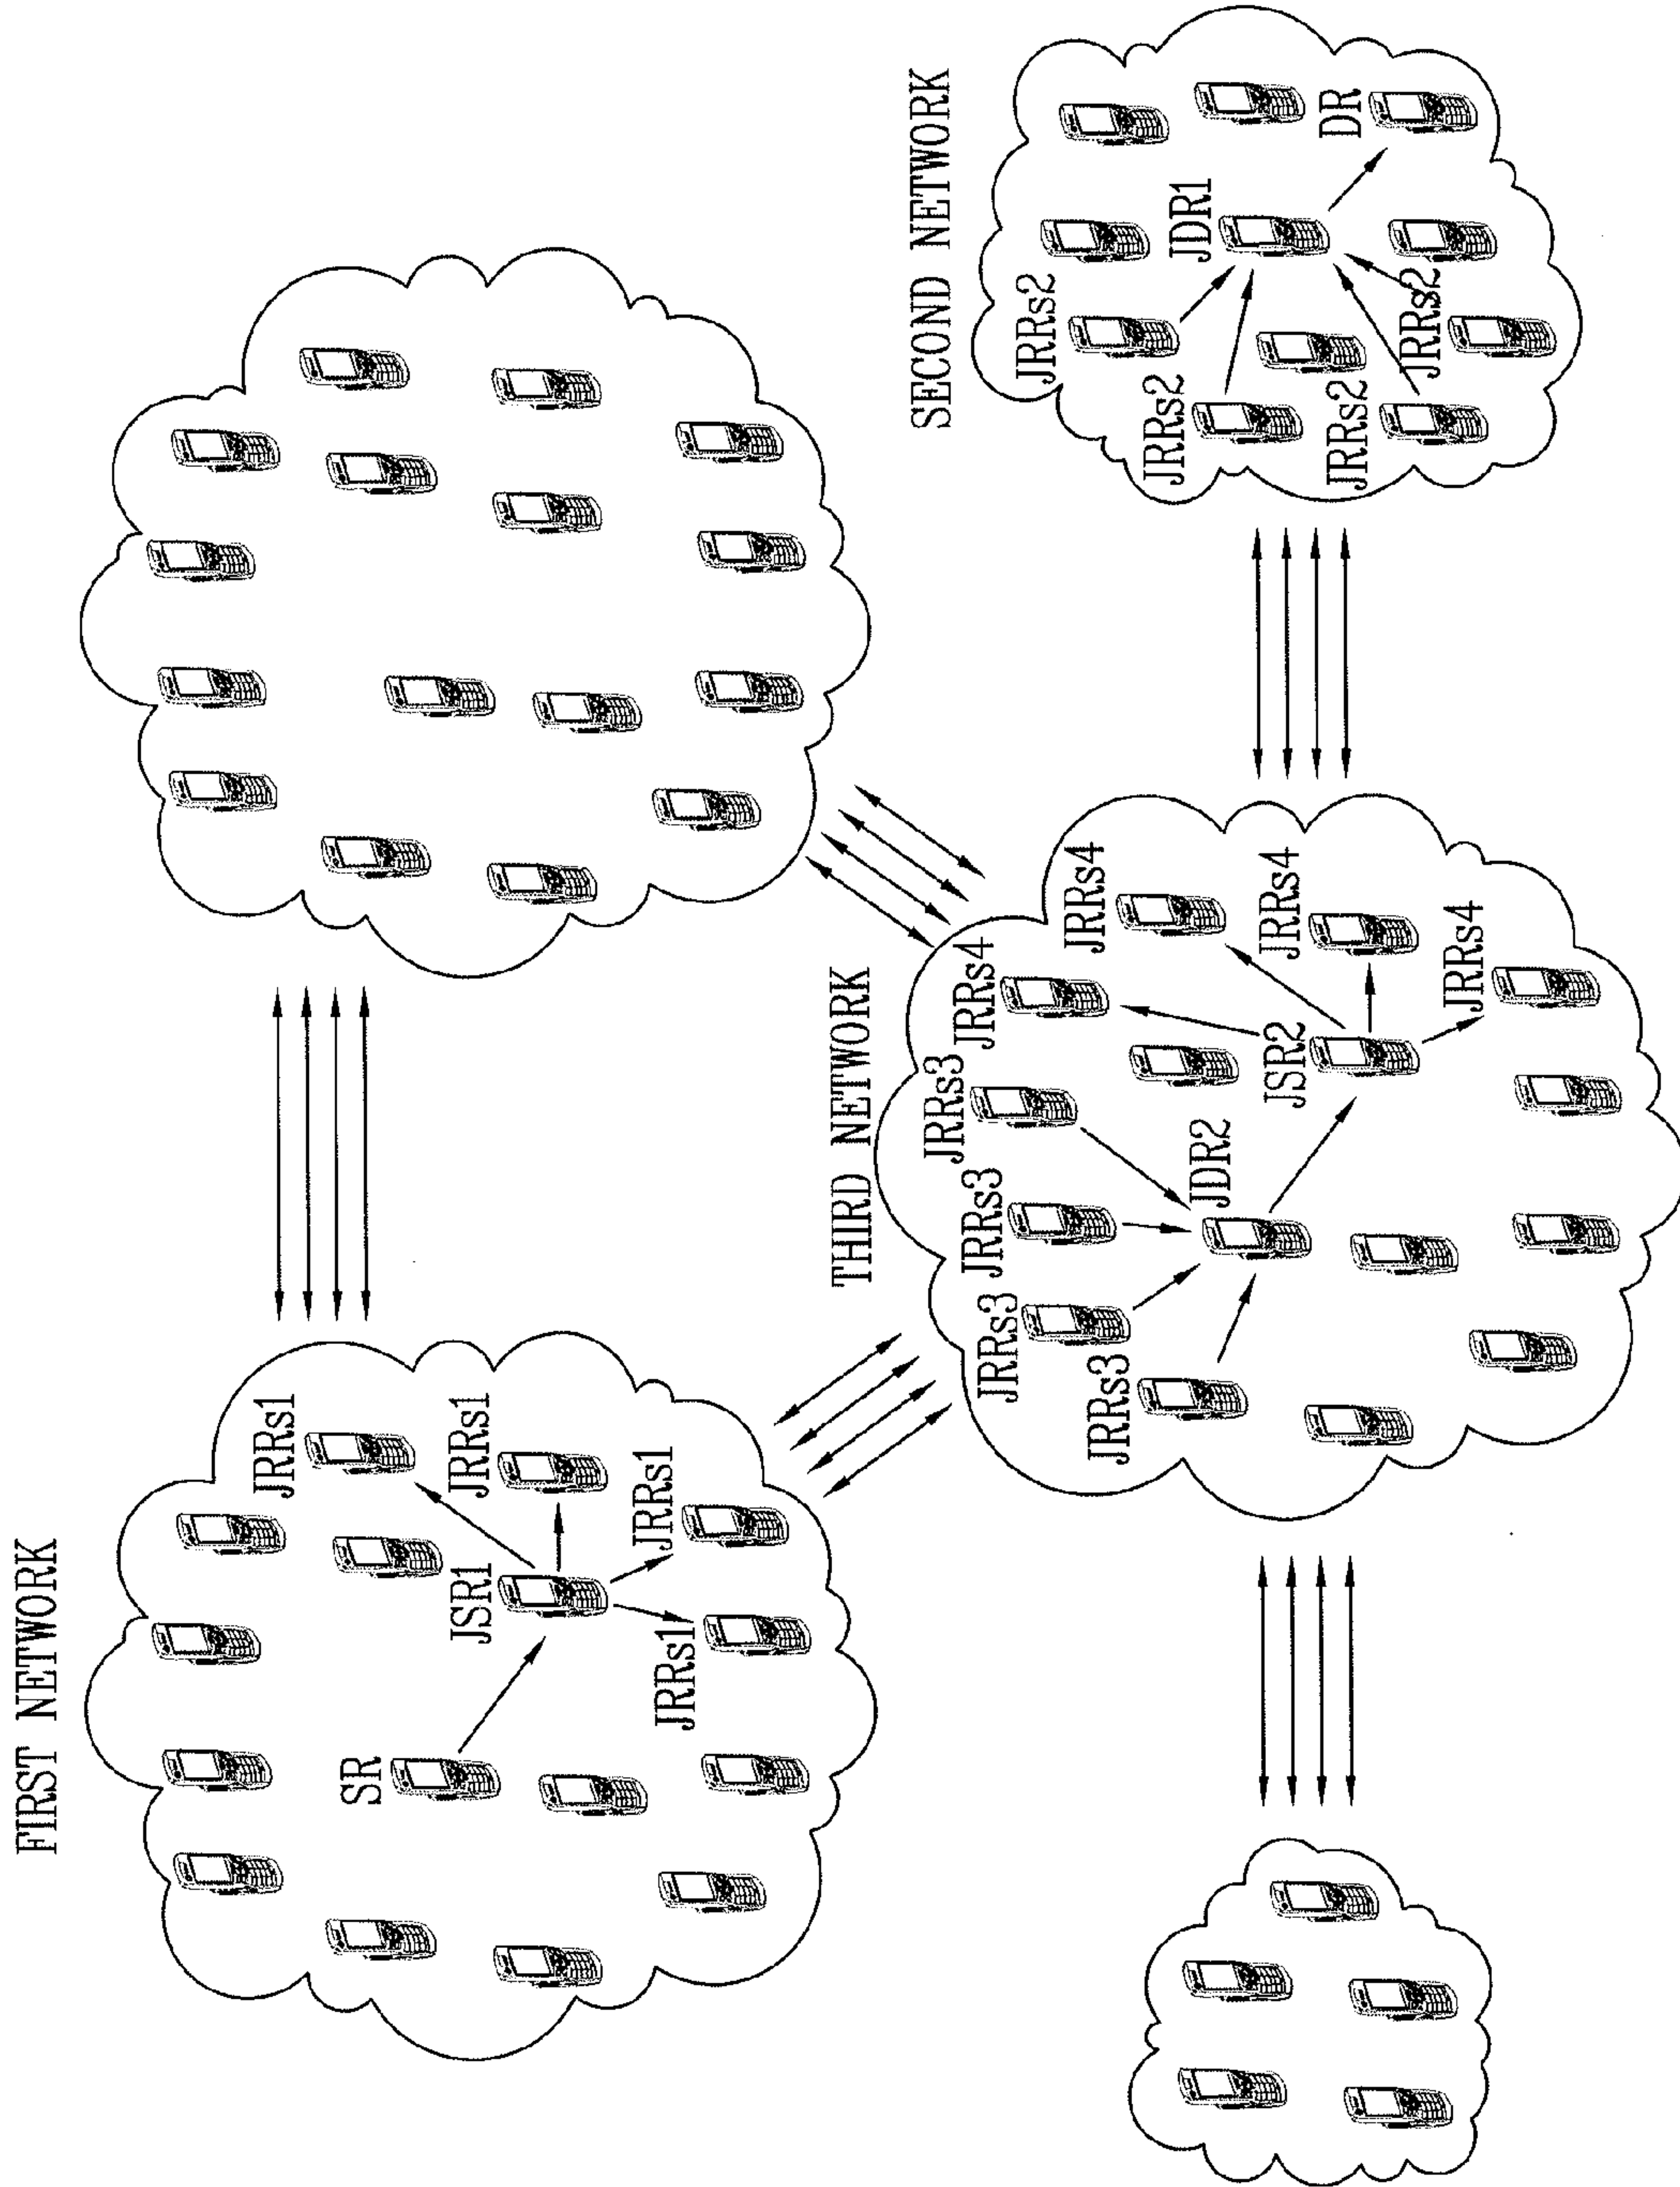 FIRST NETWORK
SR
JSR1
JRRs1
JRRs1
JRRs1
JRRs1
THIRD NETWORK
JRRs3
JRRs3
JRRs3
JRRs3
JDR2
JSR2
JRRs4
JRRs4
JRRs4
JRRs4
SECOND NETWORK
JRRs2
JRRs2
JRRs2
JRRs2
JDR1
DR